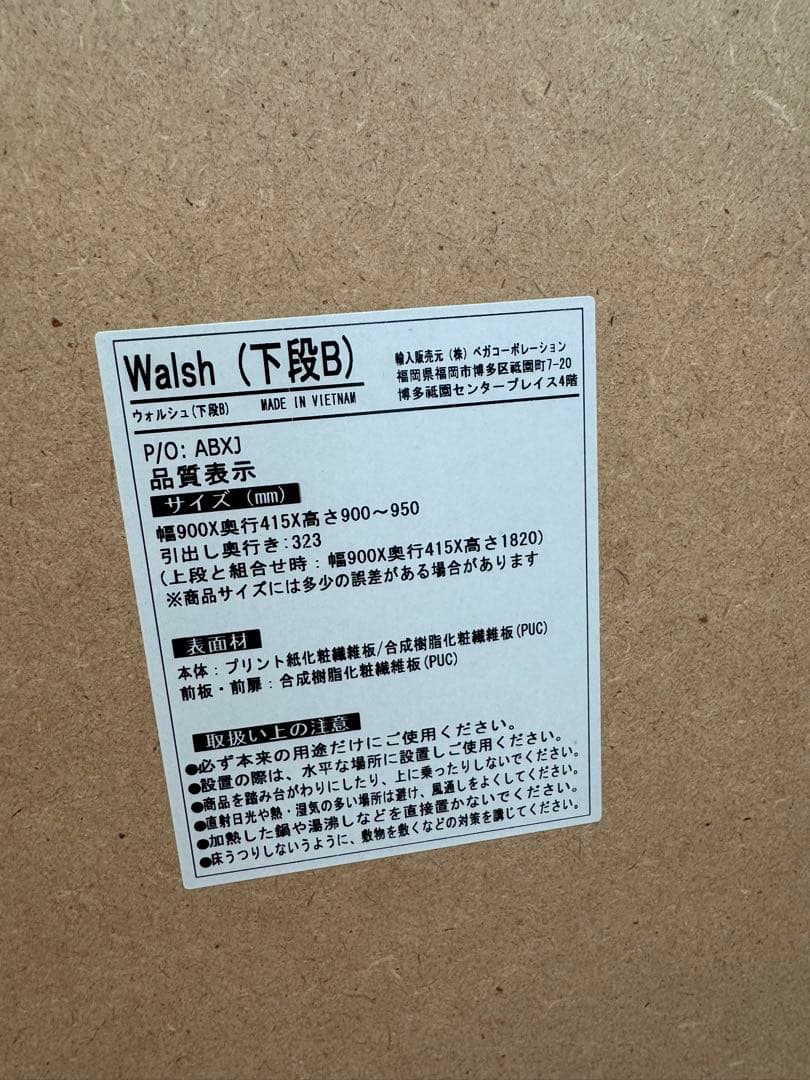 Walsh (下段B)
ウォルシュ(下段B) MADE IN VIETNAM
輸入販売元 (株) ベガコーポレーション
福岡県福岡市博多区祗園町7-20
博多祗園センタープレイス4階
P/O: ABXJ
品質表示
サイズ (mm)
幅900X奥行415X高さ900～950
引出し奥行き:323
(上段と組合せ時：幅900X奥行415X高さ1820)
※商品サイズには多少の誤差がある場合があります
表面材
本体：プリント紙化粧繊維板/合成樹脂化粧繊維板(PUC)
前板・前扉：合成樹脂化粧繊維板(PUC)
取扱い上の注意
●必ず本来の用途だけにご使用ください。
●設置の際は、水平な場所に設置しご使用ください。
●商品を踏み台がわりにしたり、上に乗ったりしないでください。
●直射日光や熱・湿気の多い場所は避け、風通しをよくしてください。
●加熱した鍋や湯沸しなどを直接置かないでください。
●床うつりしないように、敷物を敷くなどの対策を講じてください。